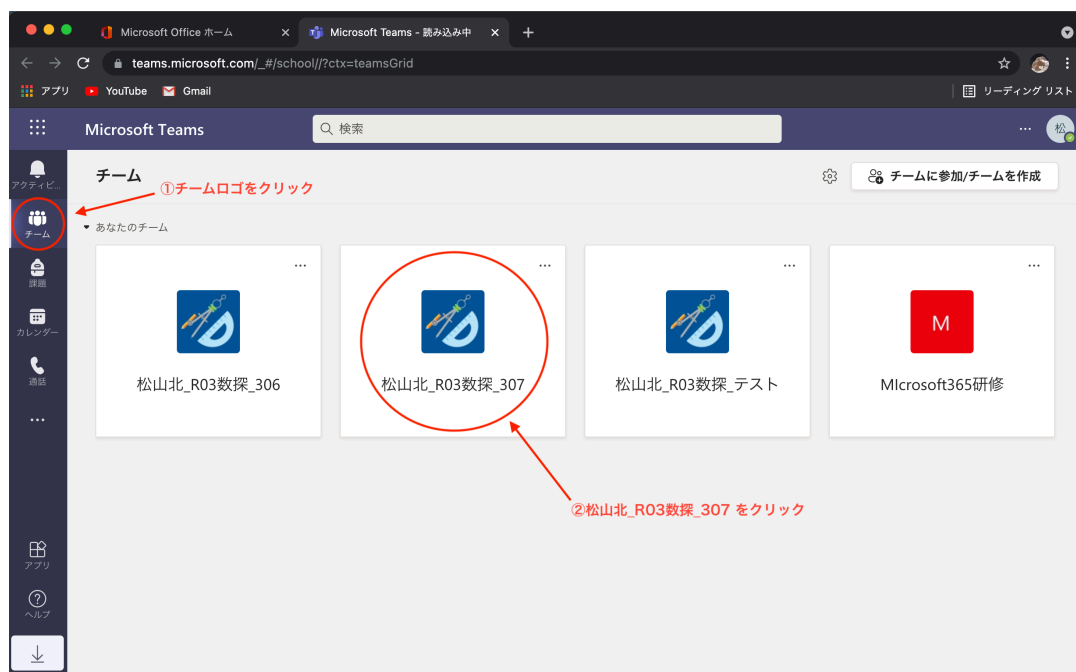 Microsoft Office ホーム
Microsoft Teams - 読み込み中
teams.microsoft.com/_#/school//?ctx=teamsGrid
アプリ
YouTube
Gmail
リーディング リスト
Microsoft Teams
検索
松
アクティビ...
チーム
課題
カレンダー
通話
アプリ
ヘルプ
チーム
①チームロゴをクリック
チームに参加/チームを作成
あなたのチーム
松山北_R03数探_306
松山北_R03数探_307
松山北_R03数探_テスト
M
MIcrosoft365研修
②松山北_R03数探_307 をクリック